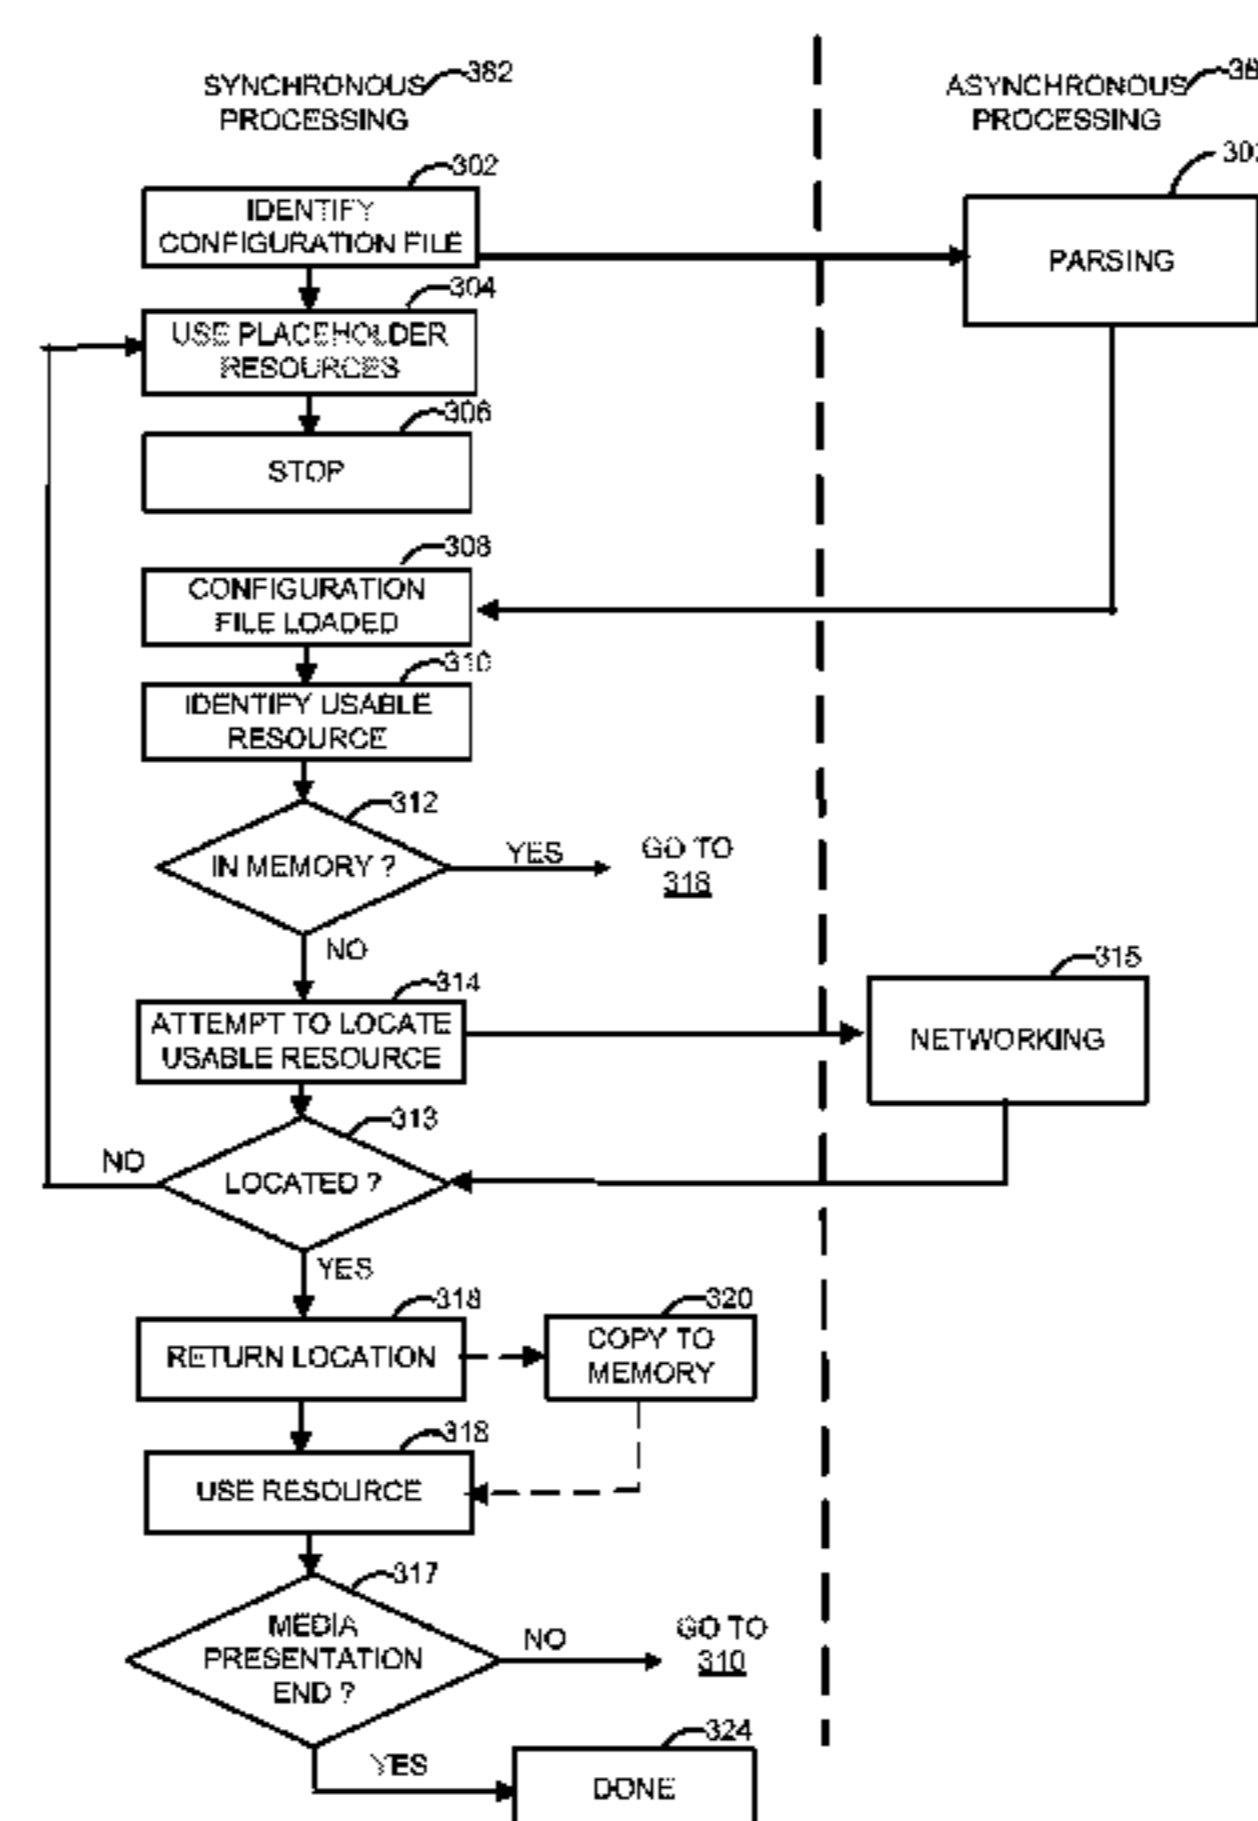 SYNCHRONOUS 382
PROCESSING
ASYNCHRONOUS
PROCESSING
302
IDENTIFY
CONFIGURATION FILE
PARSING
304
USE PLACEHOLDER
RESOURCES
306
STOP
308
CONFIGURATION
FILE LOADED
310
IDENTIFY USABLE
RESOURCE
312
IN MEMORY ?
YES
GO TO
318
NO
314
ATTEMPT TO LOCATE
USABLE RESOURCE
315
NETWORKING
313
LOCATED ?
NO
YES
318
RETURN LOCATION
320
COPY TO
MEMORY
318
USE RESOURCE
317
MEDIA
PRESENTATION
END ?
NO
GO TO
310
YES
324
DONE